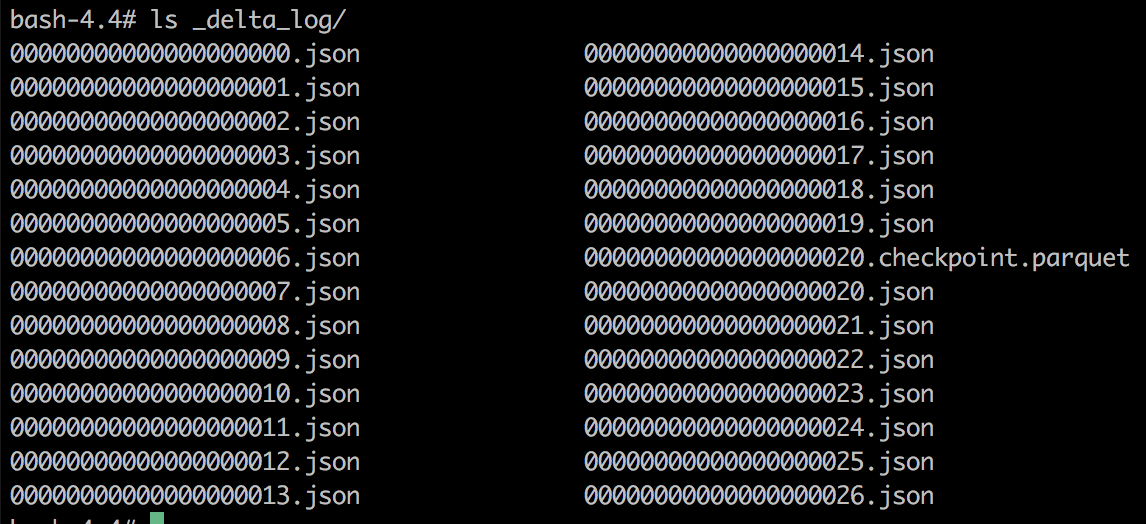 bash-4.4# ls _delta_log/
00000000000000000000.json 00000000000000000014.json
00000000000000000001.json 00000000000000000015.json
00000000000000000002.json 00000000000000000016.json
00000000000000000003.json 00000000000000000017.json
00000000000000000004.json 00000000000000000018.json
00000000000000000005.json 00000000000000000019.json
00000000000000000006.json 00000000000000000020.checkpoint.parquet
00000000000000000007.json 00000000000000000020.json
00000000000000000008.json 00000000000000000021.json
00000000000000000009.json 00000000000000000022.json
00000000000000000010.json 00000000000000000023.json
00000000000000000011.json 00000000000000000024.json
00000000000000000012.json 00000000000000000025.json
00000000000000000013.json 00000000000000000026.json
bash-4.4#